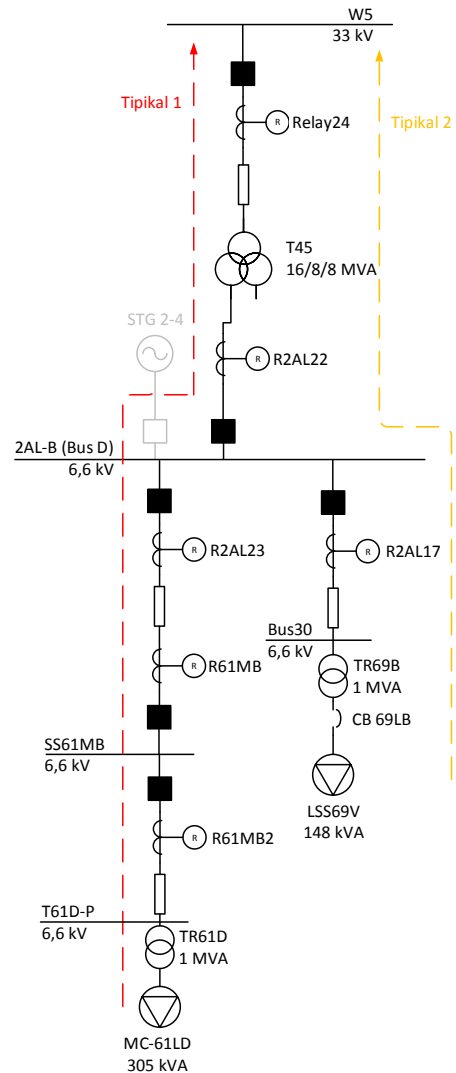 W5
33 kV
Tipikal 1
Tipikal 2
R
Relay24
T45
16/8/8 MVA
STG 2-4
R
R2AL22
2AL-B (Bus D)
6,6 kV
R
R2AL23
R
R2AL17
Bus30
6,6 kV
R
R61MB
TR69B
1 MVA
CB 69LB
SS61MB
6,6 kV
LSS69V
148 kVA
R
R61MB2
T61D-P
6,6 kV
TR61D
1 MVA
MC-61LD
305 kVA